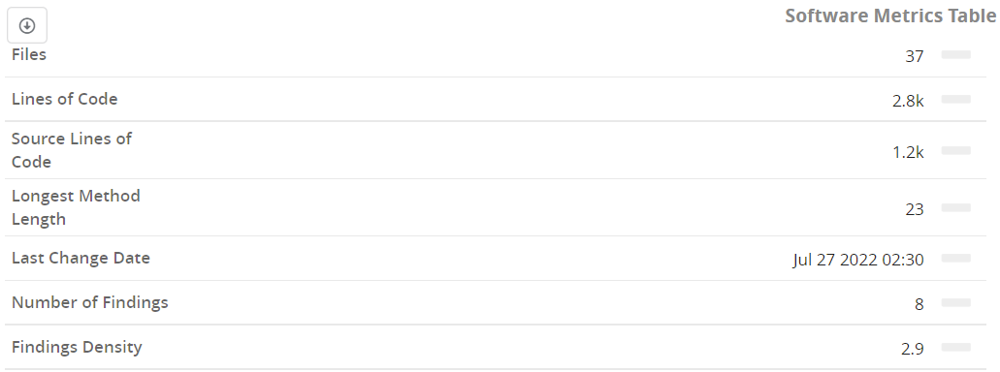 Software Metrics Table
Files 37
Lines of Code 2.8k
Source Lines of
Code 1.2k
Longest Method
Length 23
Last Change Date Jul 27 2022 02:30
Number of Findings 8
Findings Density 2.9